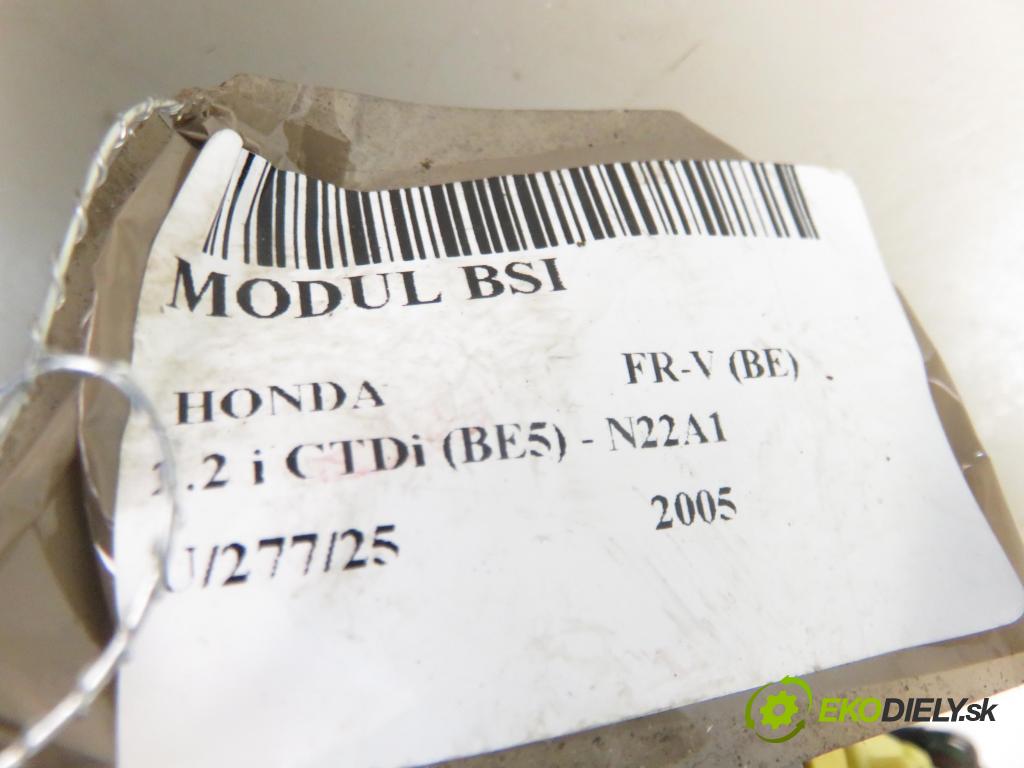 MODUL BSI
HONDA FR-V (BE)
.2 i CTDi (BE5) - N22A1
U/277/25 2005
EKODIELY.sk